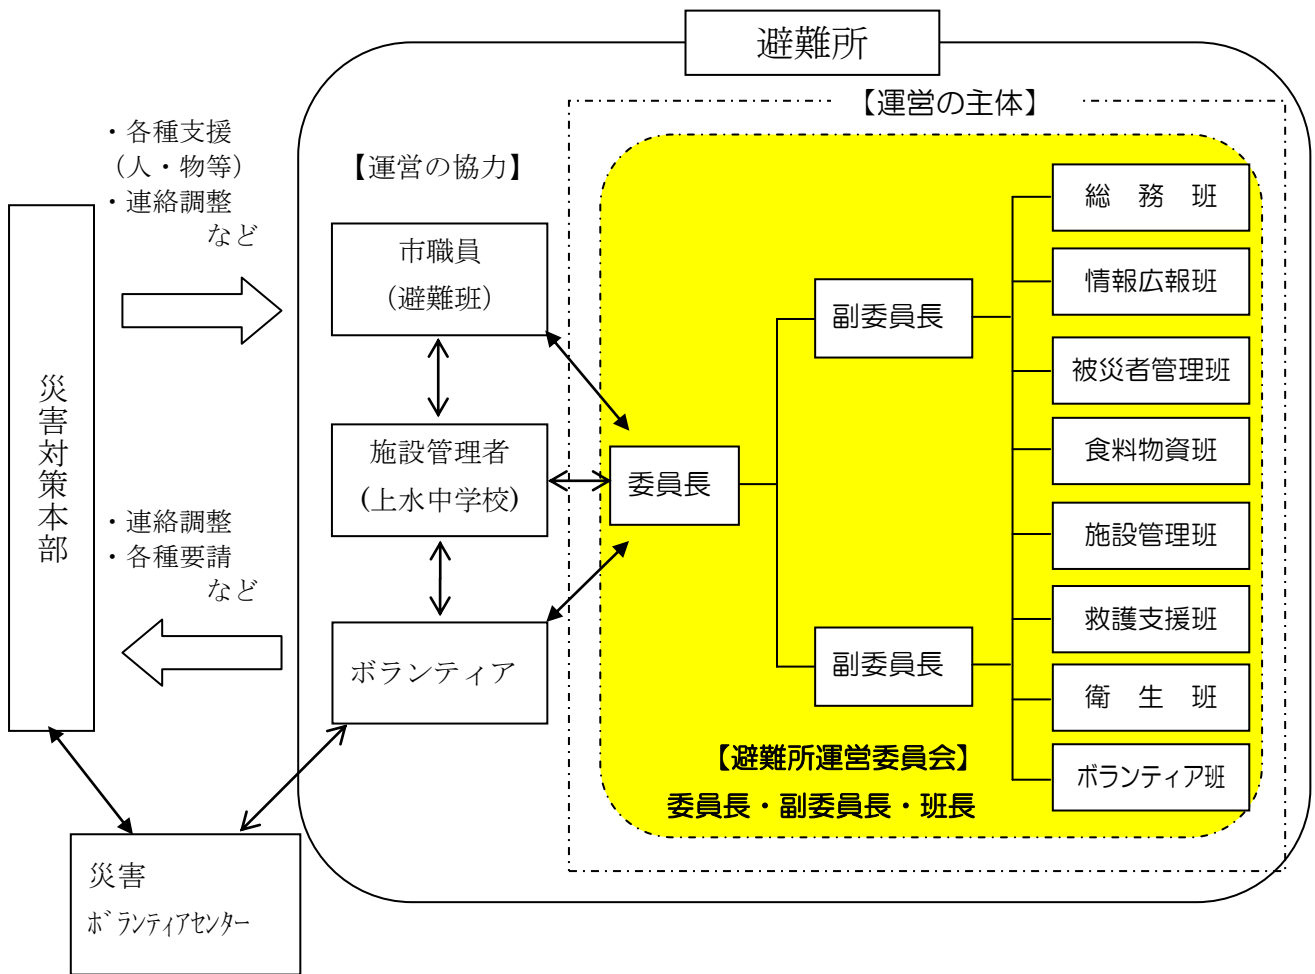 避難所
【運営の主体】
・各種支援
（人・物等）
・連絡調整
など
【運営の協力】
災害対策本部
市職員
（避難班）
施設管理者
(上水中学校)
ボランティア
・連絡調整
・各種要請
など
委員長
副委員長
副委員長
総　務　班
情報広報班
被災者管理班
食料物資班
施設管理班
救護支援班
衛　生　班
ボランティア班
【避難所運営委員会】
委員長・副委員長・班長
災害
ﾎﾞﾗﾝﾃｨｱｾﾝﾀｰ